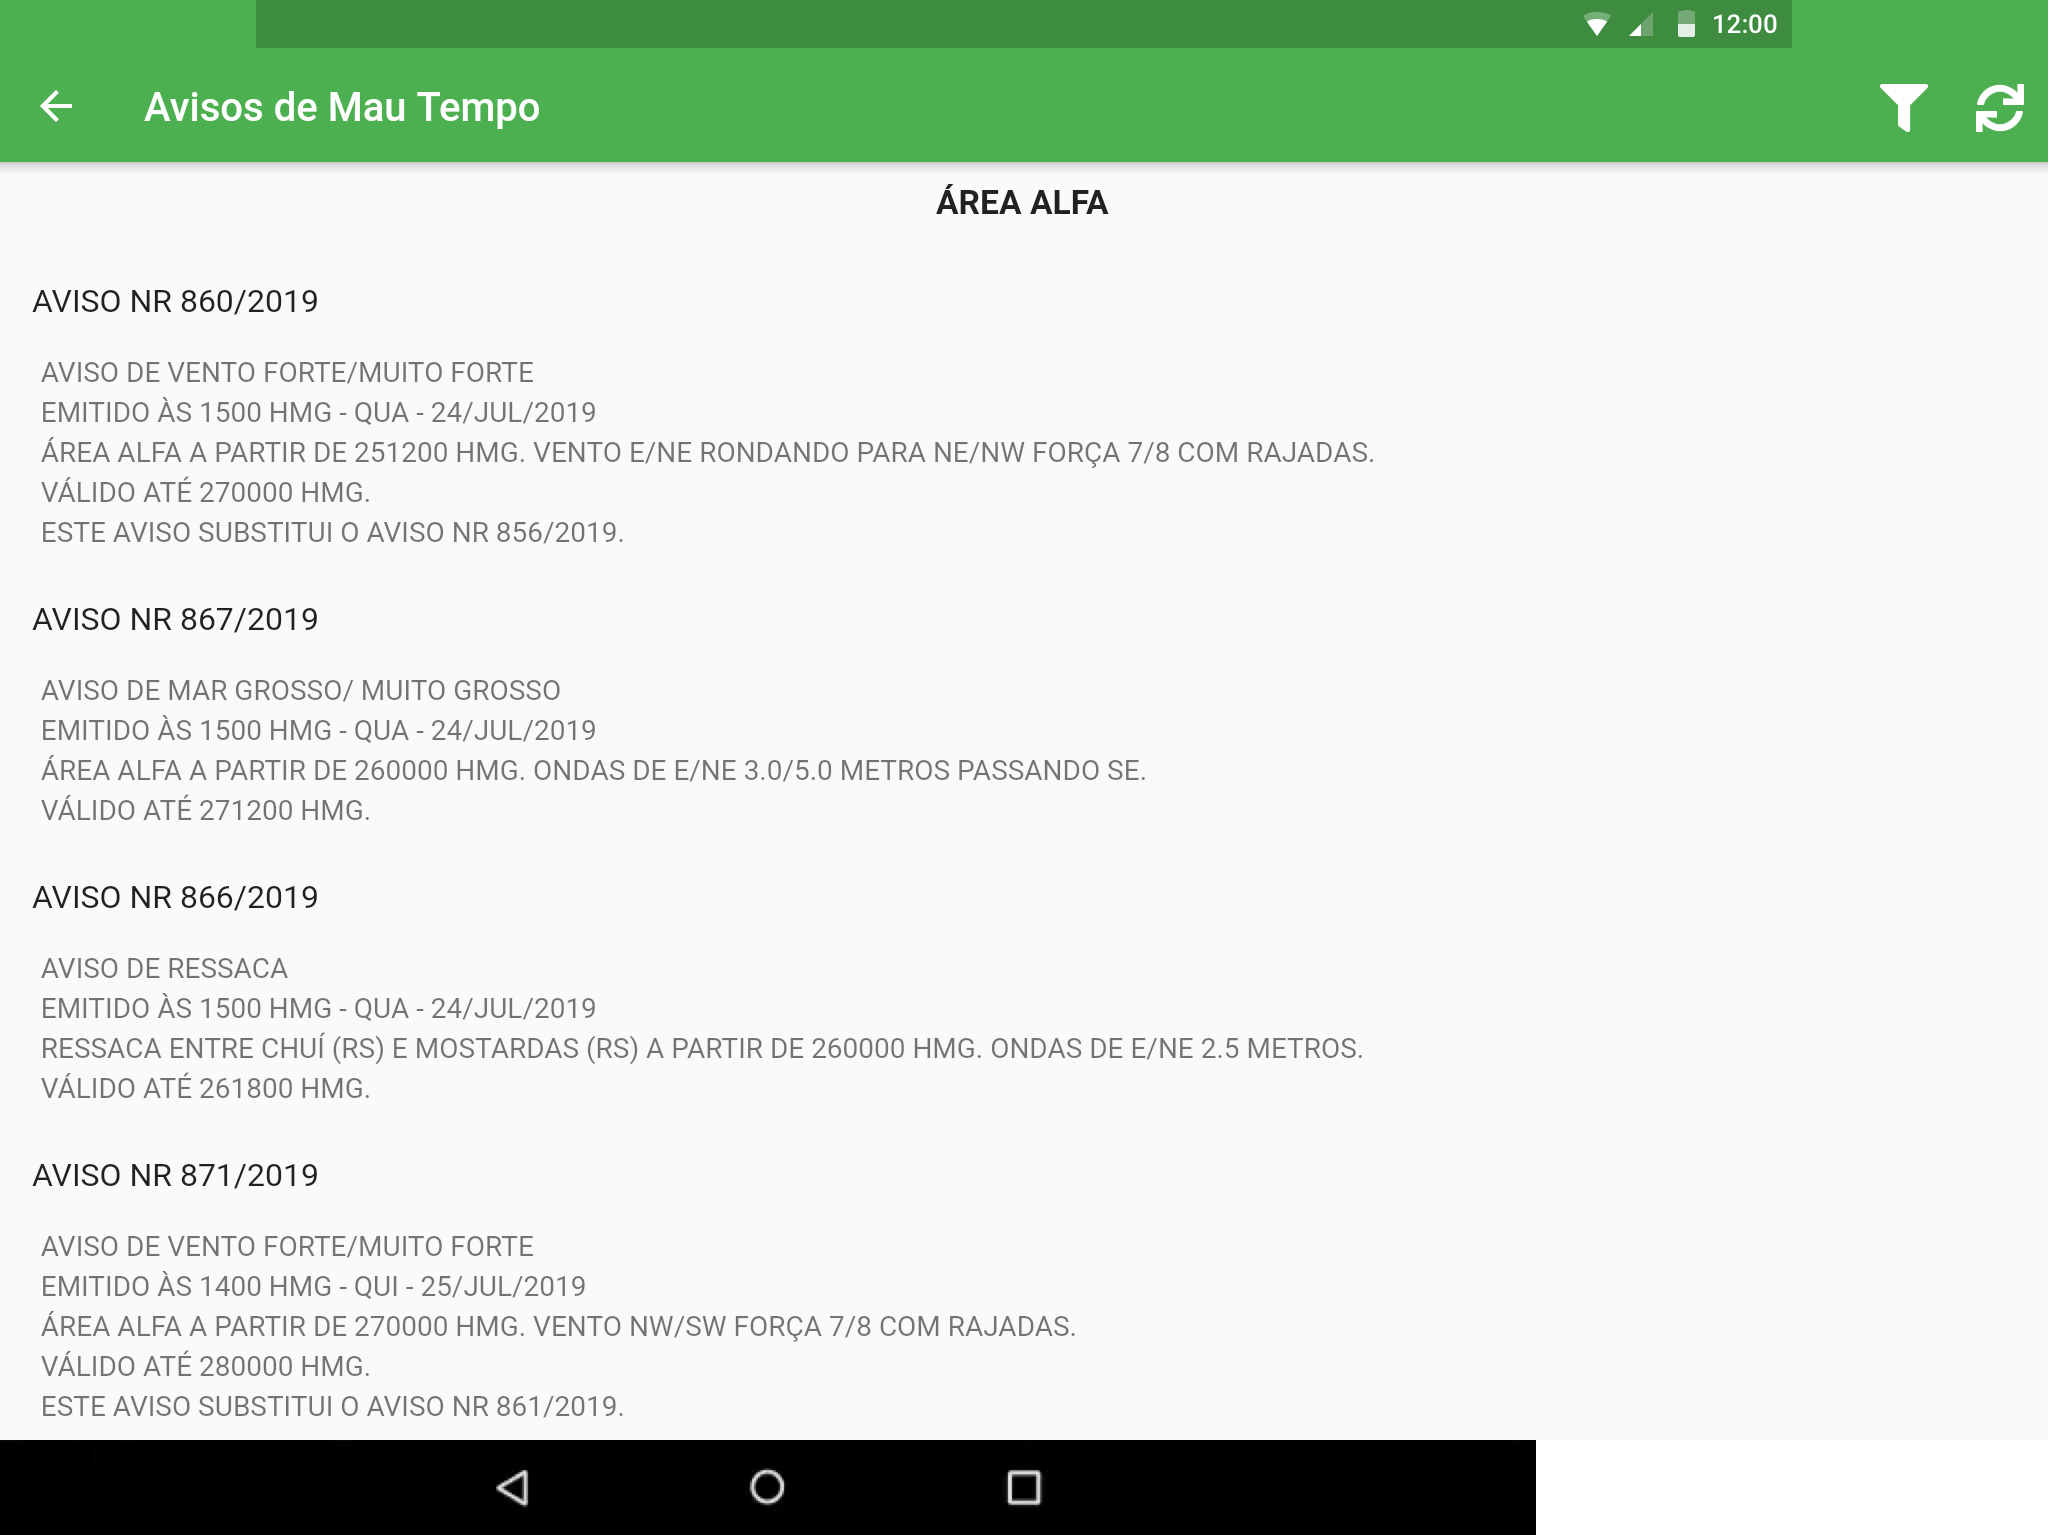 12:00
Avisos de Mau Tempo
ÁREA ALFA
AVISO NR 860/2019
AVISO DE VENTO FORTE/MUITO FORTE
EMITIDO ÀS 1500 HMG - QUA - 24/JUL/2019
ÁREA ALFA A PARTIR DE 251200 HMG. VENTO E/NE RONDANDO PARA NE/NW FORÇA 7/8 COM RAJADAS.
VÁLIDO ATÉ 270000 HMG.
ESTE AVISO SUBSTITUI O AVISO NR 856/2019.
AVISO NR 867/2019
AVISO DE MAR GROSSO/ MUITO GROSSO
EMITIDO ÀS 1500 HMG - QUA - 24/JUL/2019
ÁREA ALFA A PARTIR DE 260000 HMG. ONDAS DE E/NE 3.0/5.0 METROS PASSANDO SE.
VÁLIDO ATÉ 271200 HMG.
AVISO NR 866/2019
AVISO DE RESSACA
EMITIDO ÀS 1500 HMG - QUA - 24/JUL/2019
RESSACA ENTRE CHUÍ (RS) E MOSTARDAS (RS) A PARTIR DE 260000 HMG. ONDAS DE E/NE 2.5 METROS.
VÁLIDO ATÉ 261800 HMG.
AVISO NR 871/2019
AVISO DE VENTO FORTE/MUITO FORTE
EMITIDO ÀS 1400 HMG - QUI - 25/JUL/2019
ÁREA ALFA A PARTIR DE 270000 HMG. VENTO NW/SW FORÇA 7/8 COM RAJADAS.
VÁLIDO ATÉ 280000 HMG.
ESTE AVISO SUBSTITUI O AVISO NR 861/2019.